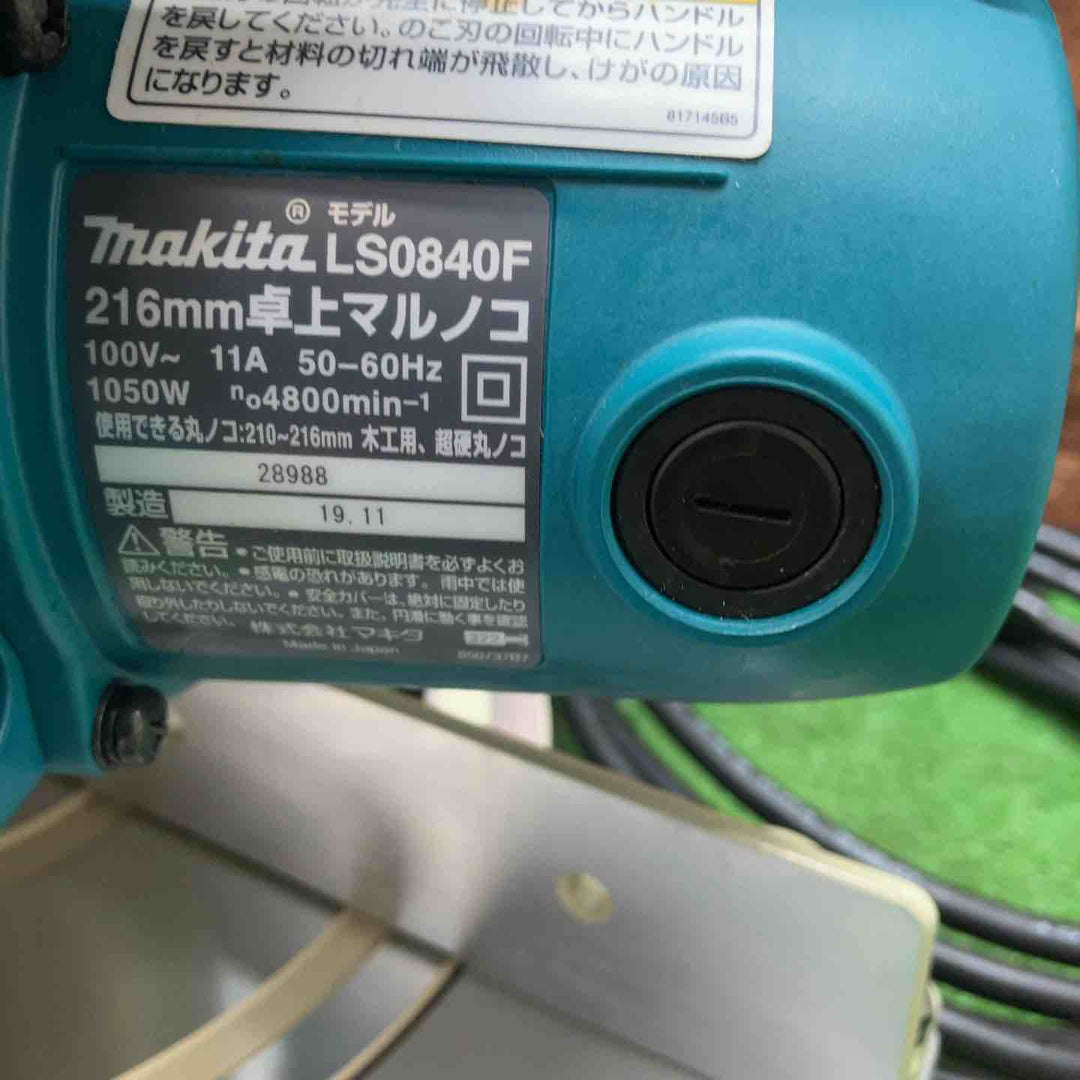 を戻してください。のこ刃の回転中にハンドル
を戻すと材料の切れ端が飛散し、けがの原因
になります。
817145B5
makita® モデル LS0840F
216mm卓上マルノコ
100V~ 11A 50-60Hz
1050W n₀4800min-1
使用できる丸ノコ:210~216mm 木工用、超硬丸ノコ
28988
製造 19.11
警告 •ご使用前に取扱説明書を必ずよくお
読みください。•感電の恐れがあります。雨中では使
用しないでください。•安全カバーは、絶対に固定したり
取り外したりしないでください。また、円滑に動く事を確認
してください。 株式会社マキタ
Made in Japan